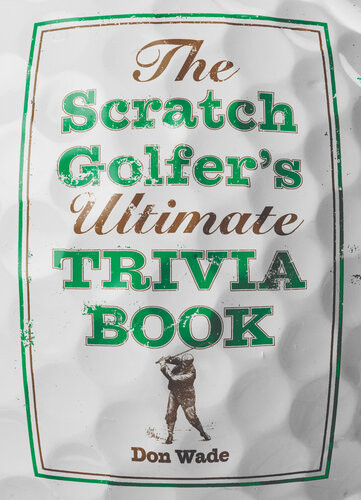 The
Scratch
Golfer's
Ultimate
TRIVIA
BOOK
Don Wade